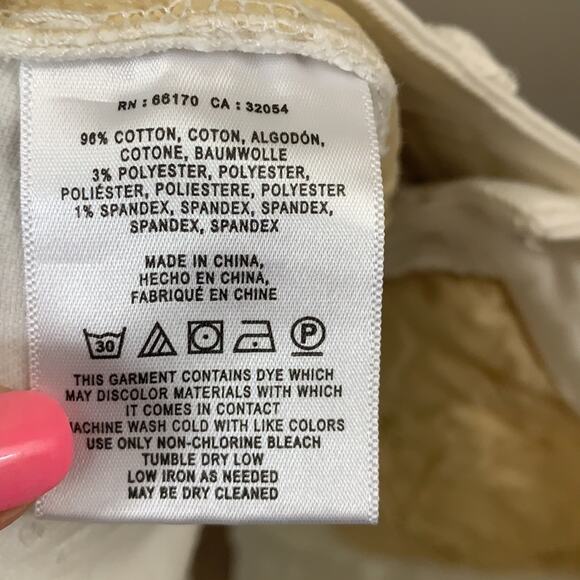 RN : 66170 CA : 32054
96% COTTON, COTON, ALGODÓN,
COTONE, BAUMWOLLE
3% POLYESTER, POLYESTER,
POLIÉSTER, POLIESTERE, POLYESTER
1% SPANDEX, SPANDEX, SPANDEX,
SPANDEX, SPANDEX
MADE IN CHINA,
HECHO EN CHINA,
FABRIQUÉ EN CHINE
30 P
THIS GARMENT CONTAINS DYE WHICH
MAY DISCOLOR MATERIALS WITH WHICH
IT COMES IN CONTACT
MACHINE WASH COLD WITH LIKE COLORS
USE ONLY NON-CHLORINE BLEACH
TUMBLE DRY LOW
LOW IRON AS NEEDED
MAY BE DRY CLEANED